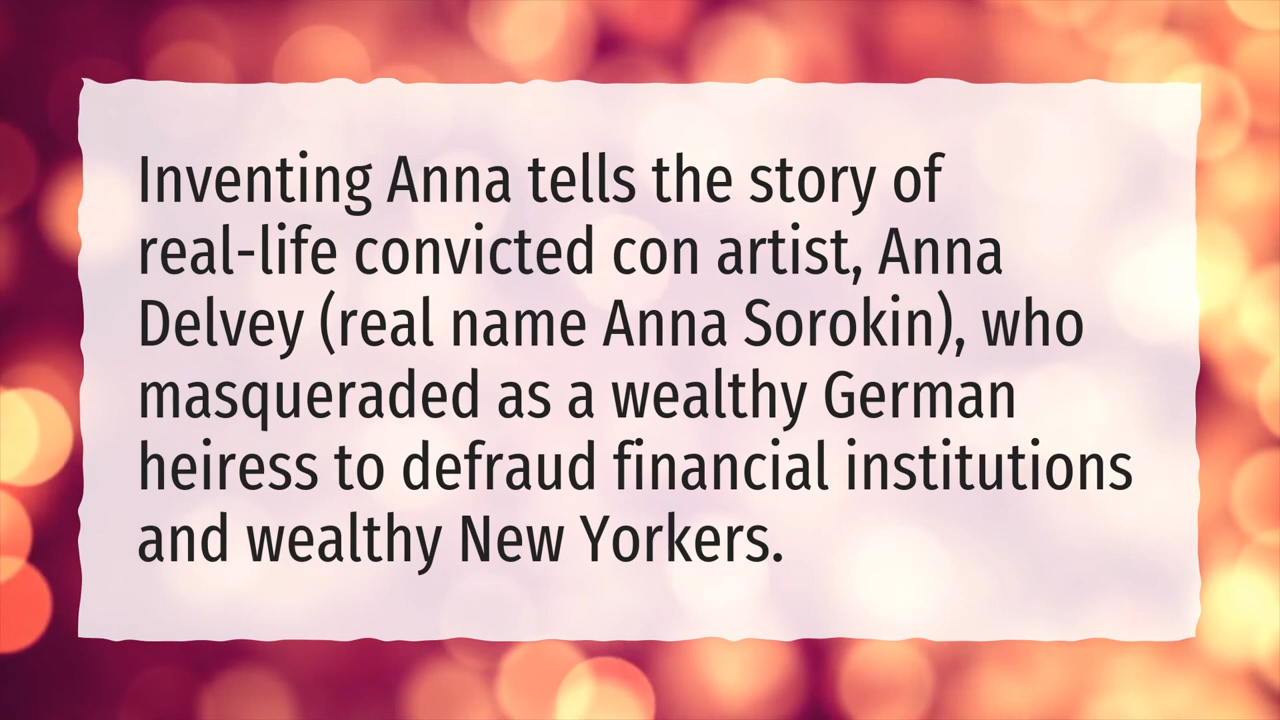 Inventing Anna tells the story of
real-life convicted con artist, Anna
Delvey (real name Anna Sorokin), who
masqueraded as a wealthy German
heiress to defraud financial institutions
and wealthy New Yorkers.